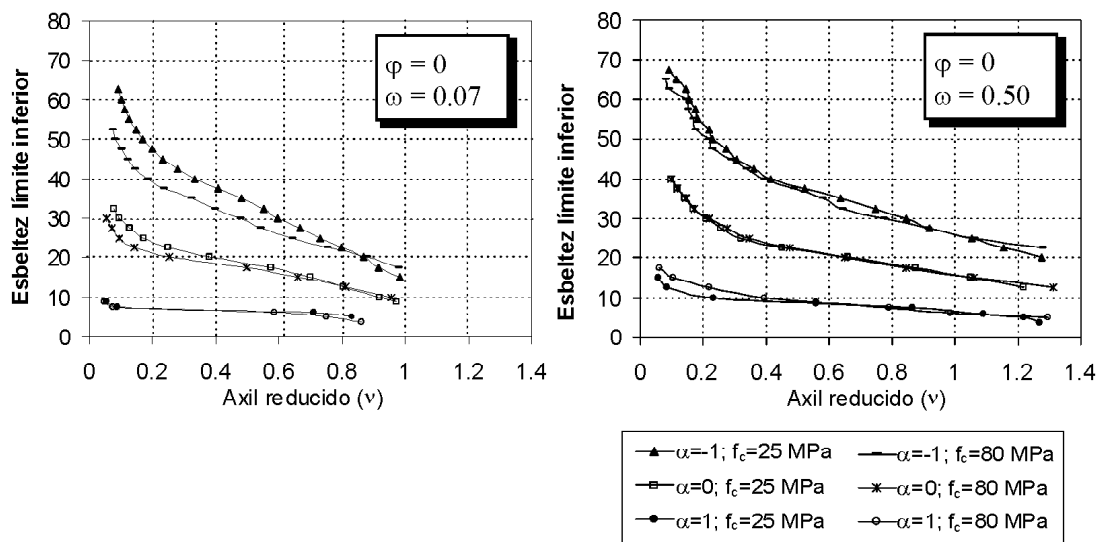 80
70
60
50
40
30
20
10
0
Esbeltez límite inferior
φ = 0
ω = 0.07
0 0.2 0.4 0.6 0.8 1 1.2 1.4
Axil reducido (ν)
80
70
60
50
40
30
20
10
0
Esbeltez límite inferior
φ = 0
ω = 0.50
0 0.2 0.4 0.6 0.8 1 1.2 1.4
Axil reducido (ν)
α=-1; fc=25 MPa
α=-1; fc=80 MPa
α=0; fc=25 MPa
α=0; fc=80 MPa
α=1; fc=25 MPa
α=1; fc=80 MPa